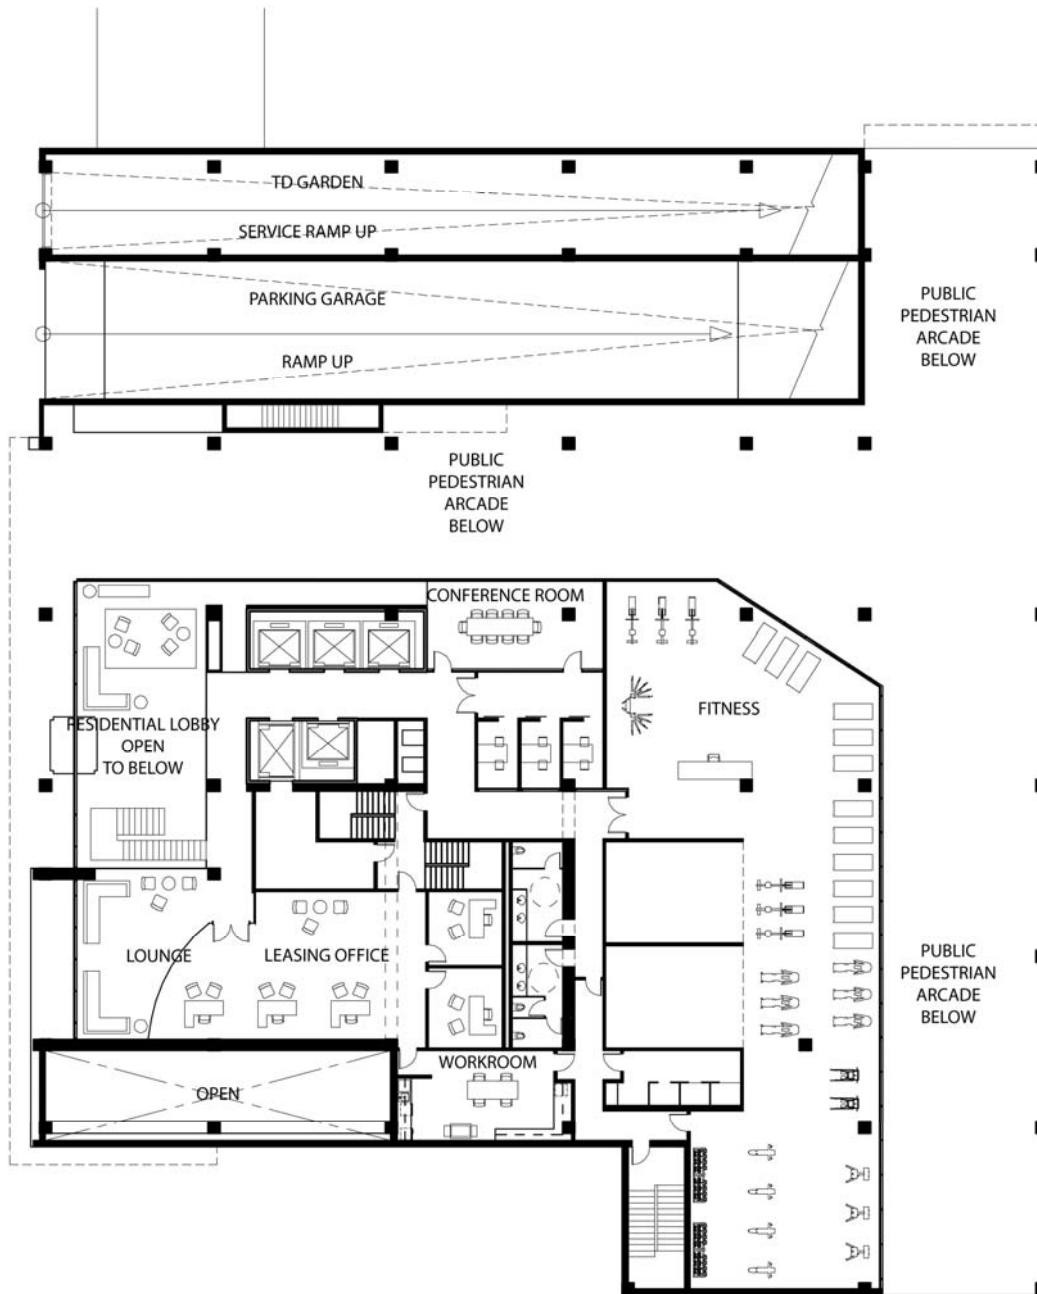 TD GARDEN
SERVICE RAMP UP
PARKING GARAGE
RAMP UP
PUBLIC
PEDESTRIAN
ARCADE
BELOW
PUBLIC
PEDESTRIAN
ARCADE
BELOW
CONFERENCE ROOM
RESIDENTIAL LOBBY
OPEN
TO BELOW
FITNESS
LOUNGE
LEASING OFFICE
PUBLIC
PEDESTRIAN
ARCADE
BELOW
WORKROOM
OPEN